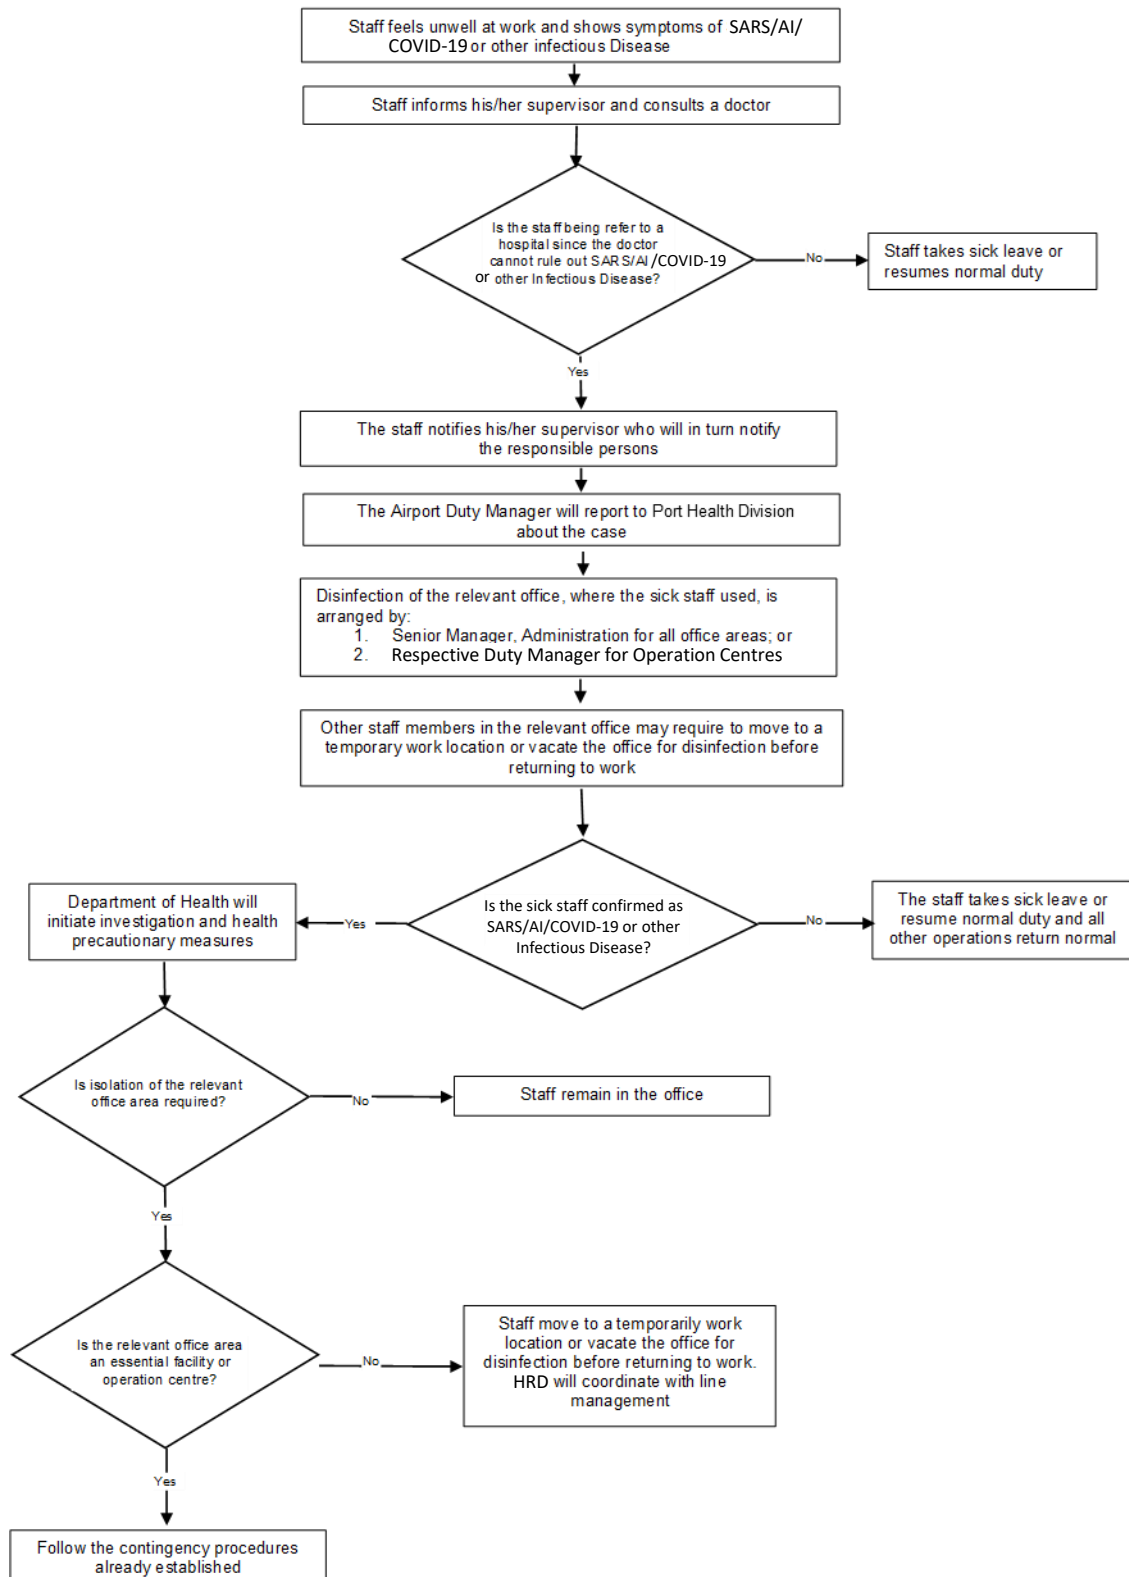 Staff feels unwell at work and shows symptoms of SARS/AI/
COVID-19 or other infectious Disease
Staff informs his/her supervisor and consults a doctor
Is the staff being refer to a
hospital since the doctor
cannot rule out SARS/AI/COVID-19
or other Infectious Disease?
No
Staff takes sick leave or
resumes normal duty
Yes
The staff notifies his/her supervisor who will in turn notify
the responsible persons
The Airport Duty Manager will report to Port Health Division
about the case
Disinfection of the relevant office, where the sick staff used, is
arranged by:
1. Senior Manager, Administration for all office areas; or
2. Respective Duty Manager for Operation Centres
Other staff members in the relevant office may require to move to a
temporary work location or vacate the office for disinfection before
returning to work
Is the sick staff confirmed as
SARS/AI/COVID-19 or other
Infectious Disease?
Yes
Department of Health will
initiate investigation and health
precautionary measures
No
The staff takes sick leave or
resume normal duty and all
other operations return normal
Is isolation of the relevant
office area required?
No
Staff remain in the office
Yes
Is the relevant office area
an essential facility or
operation centre?
No
Staff move to a temporarily work
location or vacate the office for
disinfection before returning to work.
HRD will coordinate with line
management
Yes
Follow the contingency procedures
already established